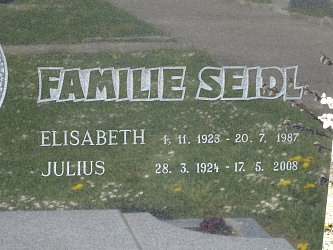 FAMILIE SEIDL
ELISABETH 1. 11. 1923 - 20. 7. 1987
JULIUS 28. 3. 1924 - 17. 5. 2008